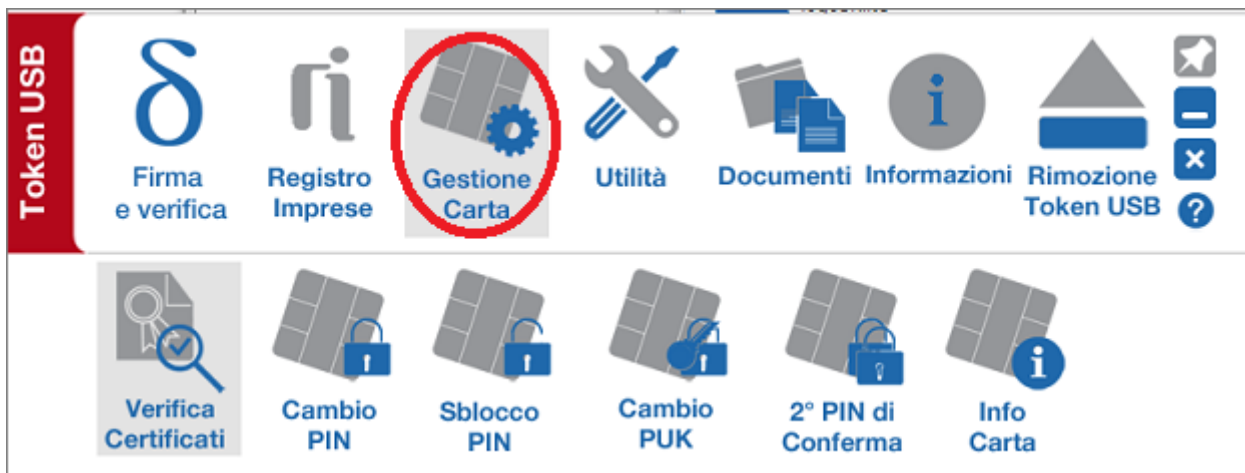 Token USB
δ
ri
Firma
e verifica
Registro
Imprese
Gestione
Carta
Utilità
Documenti
i
Informazioni
Rimozione
Token USB
?
Verifica
Certificati
Cambio
PIN
Sblocco
PIN
Cambio
PUK
2° PIN di
Conferma
i
Info
Carta